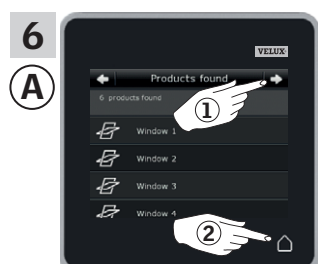 6
A
VELUX
Products found
6 products found
1
Window 1
Window 2
Window 3
Window 4
2